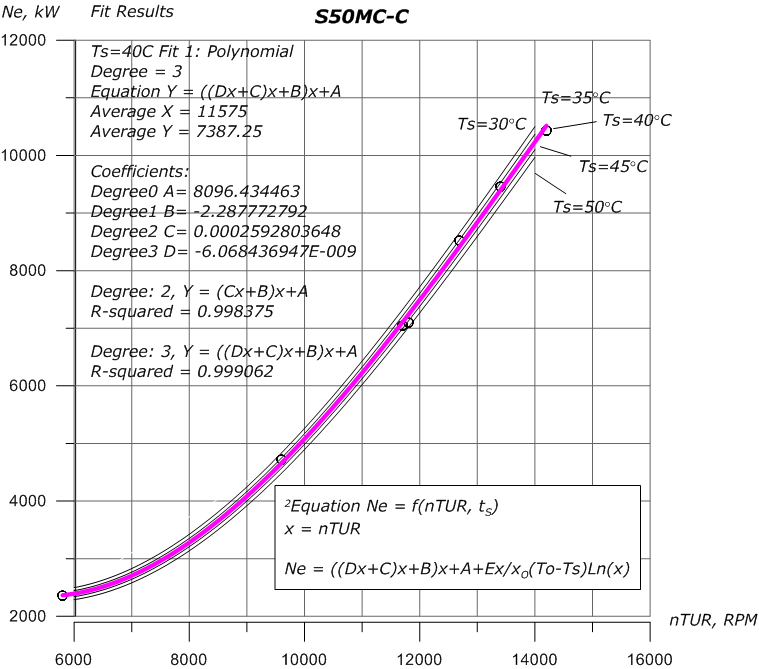 Ne, kW
Fit Results
S50MC-C
12000
Ts=40C Fit 1: Polynomial
Degree = 3
Equation Y = ((Dx+C)x+B)x+A
Average X = 11575
Average Y = 7387.25
Ts=35°C
Ts=30°C
Ts=40°C
10000
Ts=45°C
Coefficients:
Degree0 A= 8096.434463
Degree1 B= -2.287772792
Degree2 C= 0.0002592803648
Degree3 D= -6.068436947E-009
Ts=50°C
8000
Degree: 2, Y = (Cx+B)x+A
R-squared = 0.998375
Degree: 3, Y = ((Dx+C)x+B)x+A
R-squared = 0.999062
6000
4000
²Equation Ne = f(nTUR, ts)
x = nTUR
Ne = ((Dx+C)x+B)x+A+Ex/x₀(To-Ts)Ln(x)
2000
nTUR, RPM
6000 8000 10000 12000 14000 16000